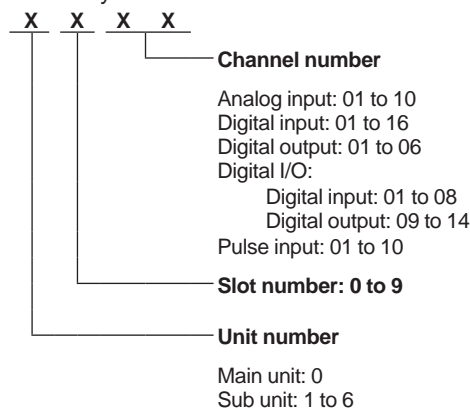 X X X X
Channel number
Analog input: 01 to 10
Digital input: 01 to 16
Digital output: 01 to 06
Digital I/O:
Digital input: 01 to 08
Digital output: 09 to 14
Pulse input: 01 to 10
Slot number: 0 to 9
Unit number
Main unit: 0
Sub unit: 1 to 6